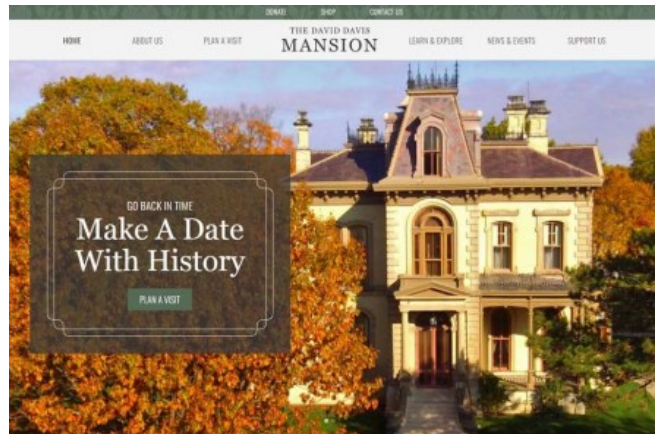 DONATE SHOP CONTACT US
HOME ABOUT US PLAN A VISIT THE DAVID DAVIS MANSION LEARN & EXPLORE NEWS & EVENTS SUPPORT US
GO BACK IN TIME
Make A Date
With History
PLAN A VISIT